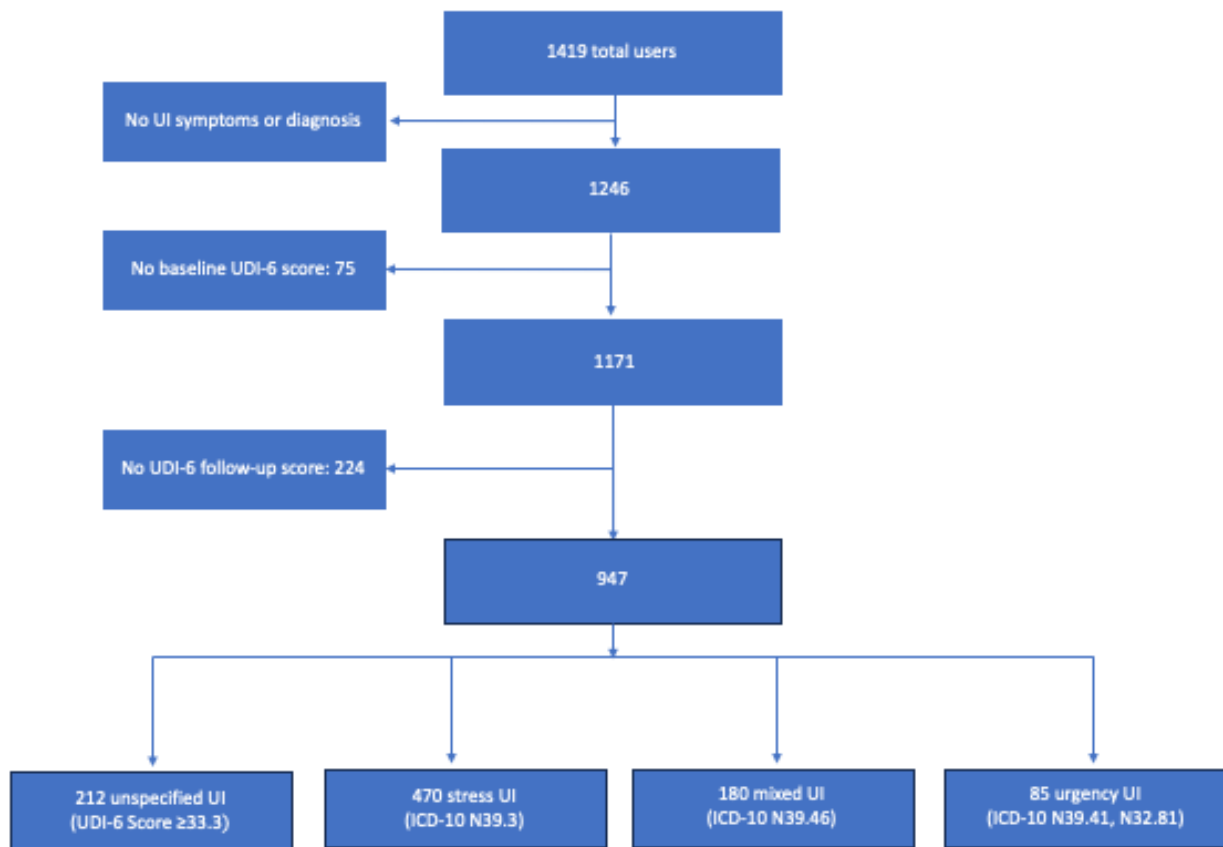 1419 total users
No UI symptoms or diagnosis
1246
No baseline UDI-6 score: 75
1171
No UDI-6 follow-up score: 224
947
212 unspecified UI
(UDI-6 Score ≥33.3)
470 stress UI
(ICD-10 N39.3)
180 mixed UI
(ICD-10 N39.46)
85 urgency UI
(ICD-10 N39.41, N32.81)